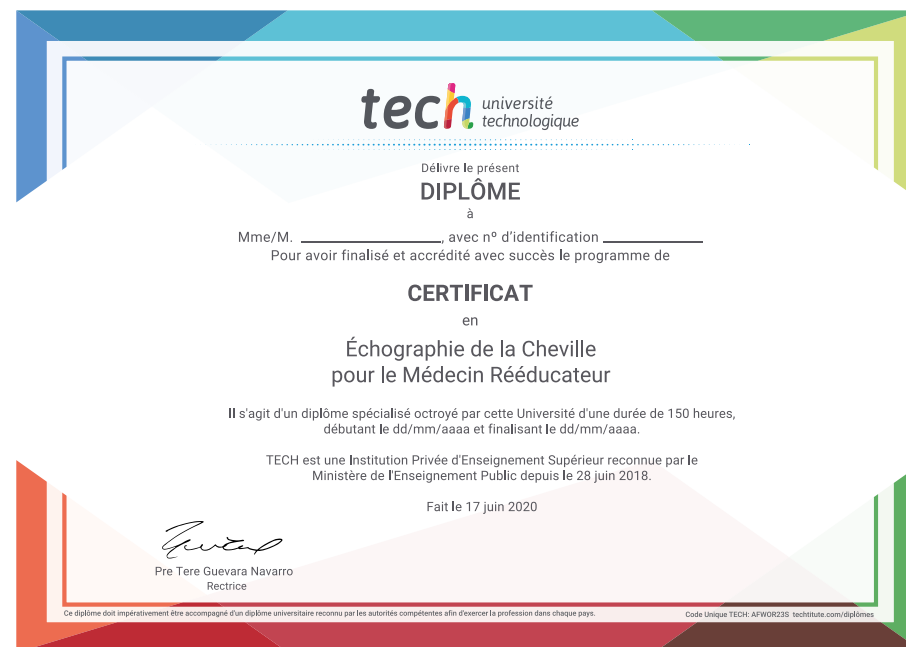 tech université
technologique
Délivre le présent
DIPLÔME
à
Mme/M. ____________________, avec nº d'identification ______________
Pour avoir finalisé et accrédité avec succès le programme de
CERTIFICAT
en
Échographie de la Cheville
pour le Médecin Rééducateur
Il s'agit d'un diplôme spécialisé octroyé par cette Université d'une durée de 150 heures,
débutant le dd/mm/aaaa et finalisant le dd/mm/aaaa.
TECH est une Institution Privée d'Enseignement Supérieur reconnue par le
Ministère de l'Enseignement Public depuis le 28 juin 2018.
Fait le 17 juin 2020
Pre Tere Guevara Navarro
Rectrice
Ce diplôme doit impérativement être accompagné d'un diplôme universitaire reconnu par les autorités compétentes afin d'exercer la profession dans chaque pays. Code Unique TECH: AFWOR23S techtitute.com/diplômes